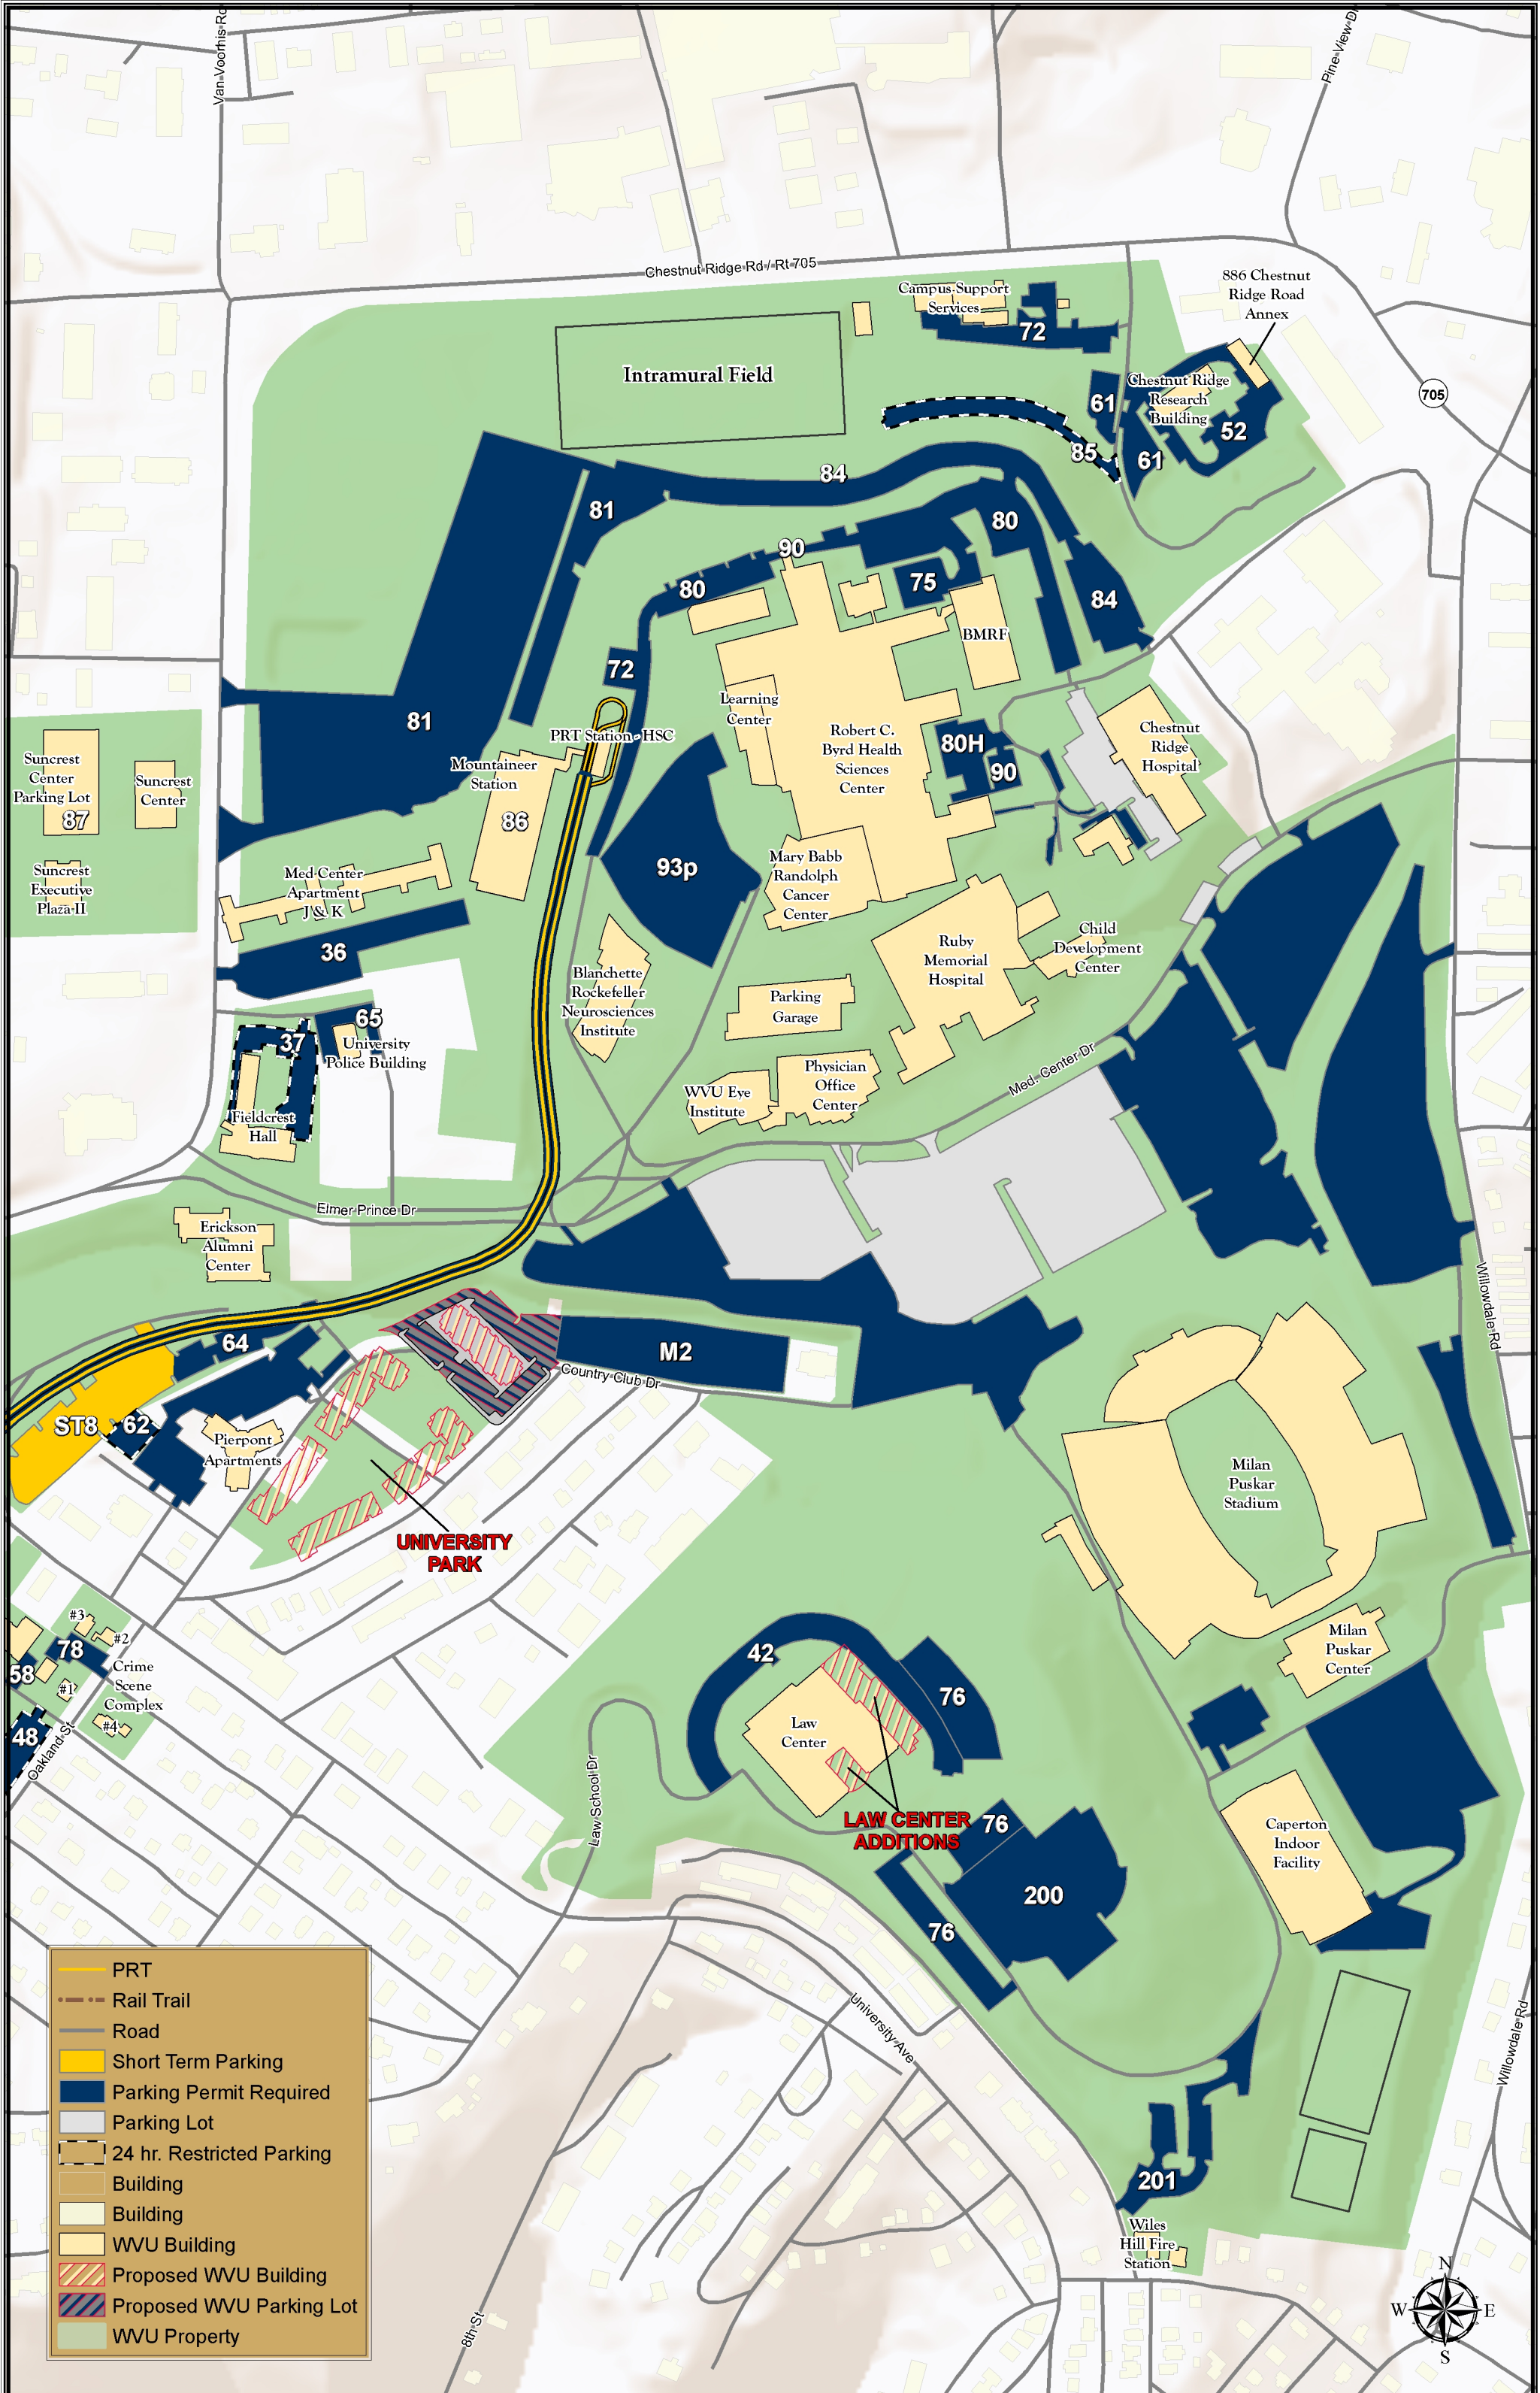 Van Voorhis Rd
Pine View Dr
Chestnut Ridge Rd / Rt 705
Campus Support
Services
72
886 Chestnut
Ridge Road
Annex
Intramural Field
61
Chestnut Ridge
Research
Building
52
705
85
61
84
81
80
90
80
75
84
BMRF
72
81
Learning
Center
PRT Station - HSC
Robert C.
Byrd Health
Sciences
Center
80H
90
Chestnut
Ridge
Hospital
Mountaineer
Station
86
Suncrest
Center
Parking Lot
87
Suncrest
Center
Suncrest
Executive
Plaza II
Med Center
Apartment
J & K
93p
Mary Babb
Randolph
Cancer
Center
36
Ruby
Memorial
Hospital
Child
Development
Center
Blanchette
Rockefeller
Neurosciences
Institute
Parking
Garage
65
37
University
Police Building
Fieldcrest
Hall
WVU Eye
Institute
Physician
Office
Center
Med. Center Dr
Elmer Prince Dr
Erickson
Alumni
Center
Willowdale Rd
64
M2
Country Club Dr
ST8
62
Pierpont
Apartments
Milan
Puskar
Stadium
UNIVERSITY
PARK
#3
#2
78
58
Crime
Scene
Complex
#1
#4
48
Oakland St
42
76
Law
Center
Milan
Puskar
Center
Law School Dr
LAW CENTER
ADDITIONS
76
Caperton
Indoor
Facility
200
76
University Ave
Willowdale Rd
201
Wiles
Hill Fire
Station
8th St
PRT
Rail Trail
Road
Short Term Parking
Parking Permit Required
Parking Lot
24 hr. Restricted Parking
Building
Building
WVU Building
Proposed WVU Building
Proposed WVU Parking Lot
WVU Property
N
W
E
S